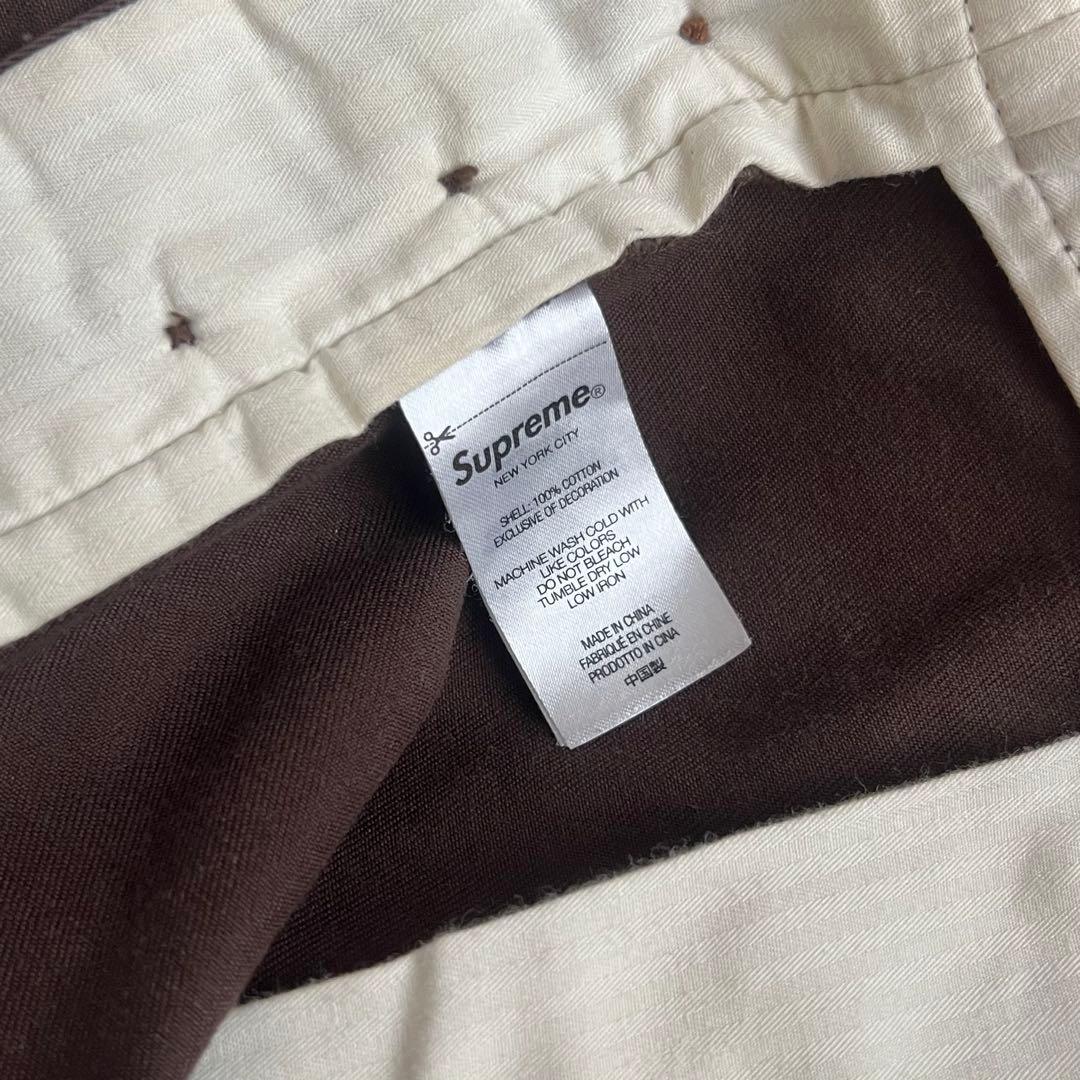 Supreme®
NEW YORK CITY
SHELL: 100% COTTON
EXCLUSIVE OF DECORATION
MACHINE WASH COLD WITH
LIKE COLORS
DO NOT BLEACH
TUMBLE DRY LOW
LOW IRON
MADE IN CHINA
FABRIQUÉ EN CHINE
PRODOTTO IN CINA
中国製